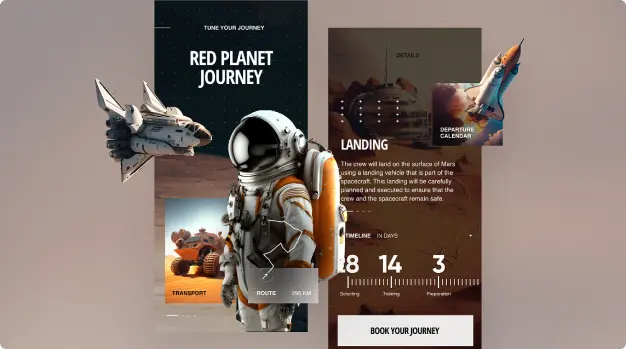 TUNE YOUR JOURNEY
RED PLANET
JOURNEY
TRANSPORT
ROUTE
290 KM
DETAILS
DEPARTURE
CALENDAR
LANDING
The crew will land on the surface of Mars
using a landing vehicle that is part of the
spacecraft. This landing will be carefully
planned and executed to ensure that the
crew and the spacecraft remain safe.
TIMELINE IN DAYS
28 14 3
Selecting Training Preparation
BOOK YOUR JOURNEY